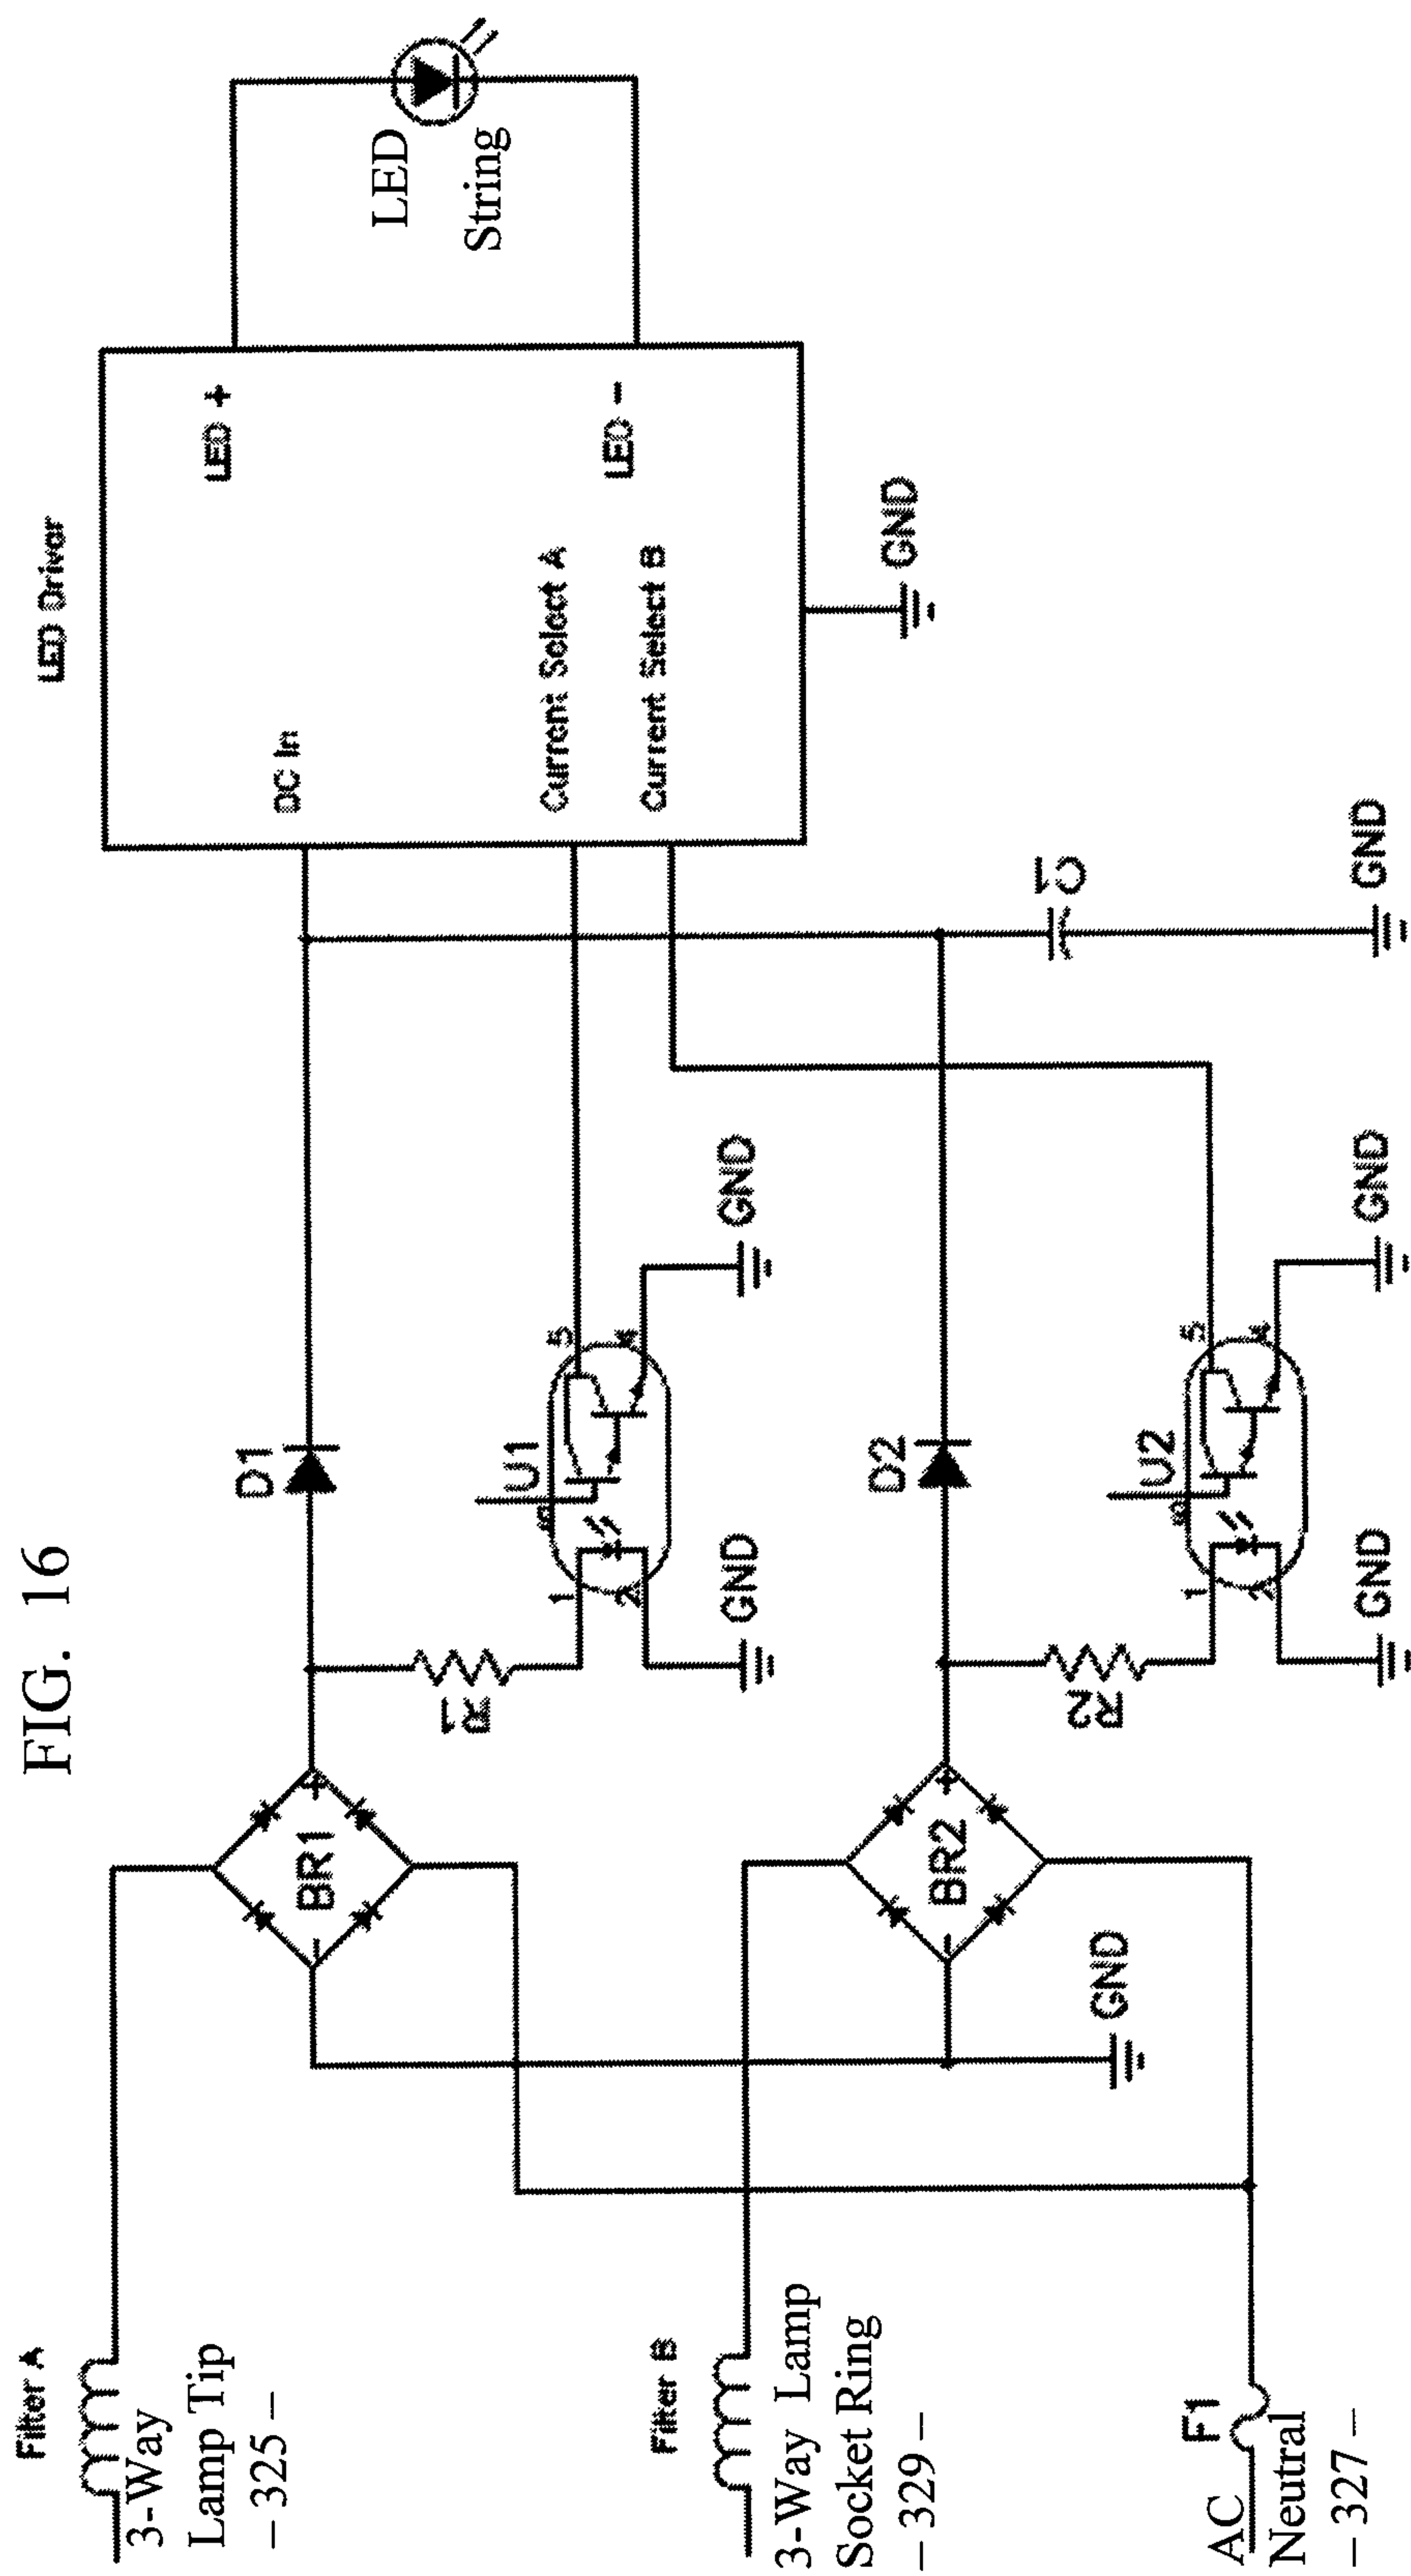 FIG. 16
Filter A
3-Way
Lamp Tip
– 325 –
BR1
+
-
D1
R1
1
2
U1
6
5
4
GND
GND
LED Driver
DC In
LED +
Current Select A
Current Select B
LED -
GND
LED
String
Filter B
3-Way Lamp
Socket Ring
– 329 –
BR2
+
-
GND
D2
R2
1
2
U2
6
5
4
GND
GND
C1
GND
F1
AC
Neutral
– 327 –